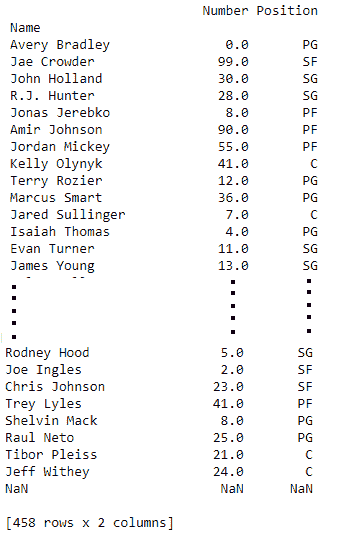 Number Position
Name
Avery Bradley 0.0 PG
Jae Crowder 99.0 SF
John Holland 30.0 SG
R.J. Hunter 28.0 SG
Jonas Jerebko 8.0 PF
Amir Johnson 90.0 PF
Jordan Mickey 55.0 PF
Kelly Olynyk 41.0 C
Terry Rozier 12.0 PG
Marcus Smart 36.0 PG
Jared Sullinger 7.0 C
Isaiah Thomas 4.0 PG
Evan Turner 11.0 SG
James Young 13.0 SG
Rodney Hood 5.0 SG
Joe Ingles 2.0 SF
Chris Johnson 23.0 SF
Trey Lyles 41.0 PF
Shelvin Mack 8.0 PG
Raul Neto 25.0 PG
Tibor Pleiss 21.0 C
Jeff Withey 24.0 C
NaN NaN NaN
[458 rows x 2 columns]